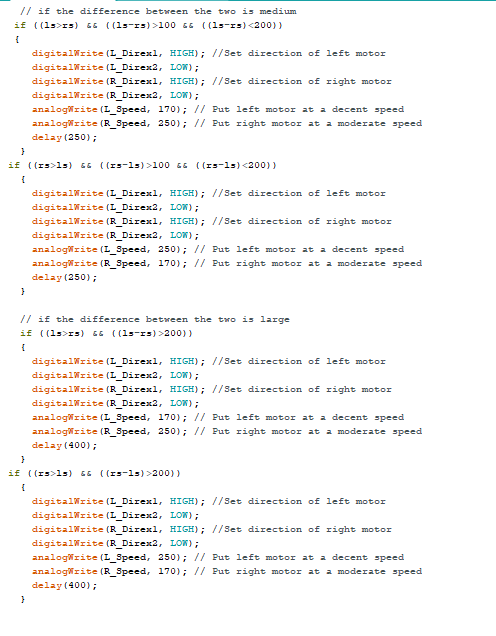 // if the difference between the two is medium
if ((ls>rs) && ((ls-rs)>100 && ((ls-rs)<200))
{
digitalWrite(L_Direx1, HIGH); //Set direction of left motor
digitalWrite(L_Direx2, LOW);
digitalWrite(R_Direx1, HIGH); //Set direction of right motor
digitalWrite(R_Direx2, LOW);
analogWrite(L_Speed, 170); // Put left motor at a decent speed
analogWrite(R_Speed, 250); // Put right motor at a moderate speed
delay(250);
}
if ((rs>ls) && ((rs-ls)>100 && ((rs-ls)<200))
{
digitalWrite(L_Direx1, HIGH); //Set direction of left motor
digitalWrite(L_Direx2, LOW);
digitalWrite(R_Direx1, HIGH); //Set direction of right motor
digitalWrite(R_Direx2, LOW);
analogWrite(L_Speed, 250); // Put left motor at a decent speed
analogWrite(R_Speed, 170); // Put right motor at a moderate speed
delay(250);
}
// if the difference between the two is large
if ((ls>rs) && ((ls-rs)>200))
{
digitalWrite(L_Direx1, HIGH); //Set direction of left motor
digitalWrite(L_Direx2, LOW);
digitalWrite(R_Direx1, HIGH); //Set direction of right motor
digitalWrite(R_Direx2, LOW);
analogWrite(L_Speed, 170); // Put left motor at a decent speed
analogWrite(R_Speed, 250); // Put right motor at a moderate speed
delay(400);
}
if ((rs>ls) && ((rs-ls)>200))
{
digitalWrite(L_Direx1, HIGH); //Set direction of left motor
digitalWrite(L_Direx2, LOW);
digitalWrite(R_Direx1, HIGH); //Set direction of right motor
digitalWrite(R_Direx2, LOW);
analogWrite(L_Speed, 250); // Put left motor at a decent speed
analogWrite(R_Speed, 170); // Put right motor at a moderate speed
delay(400);
}